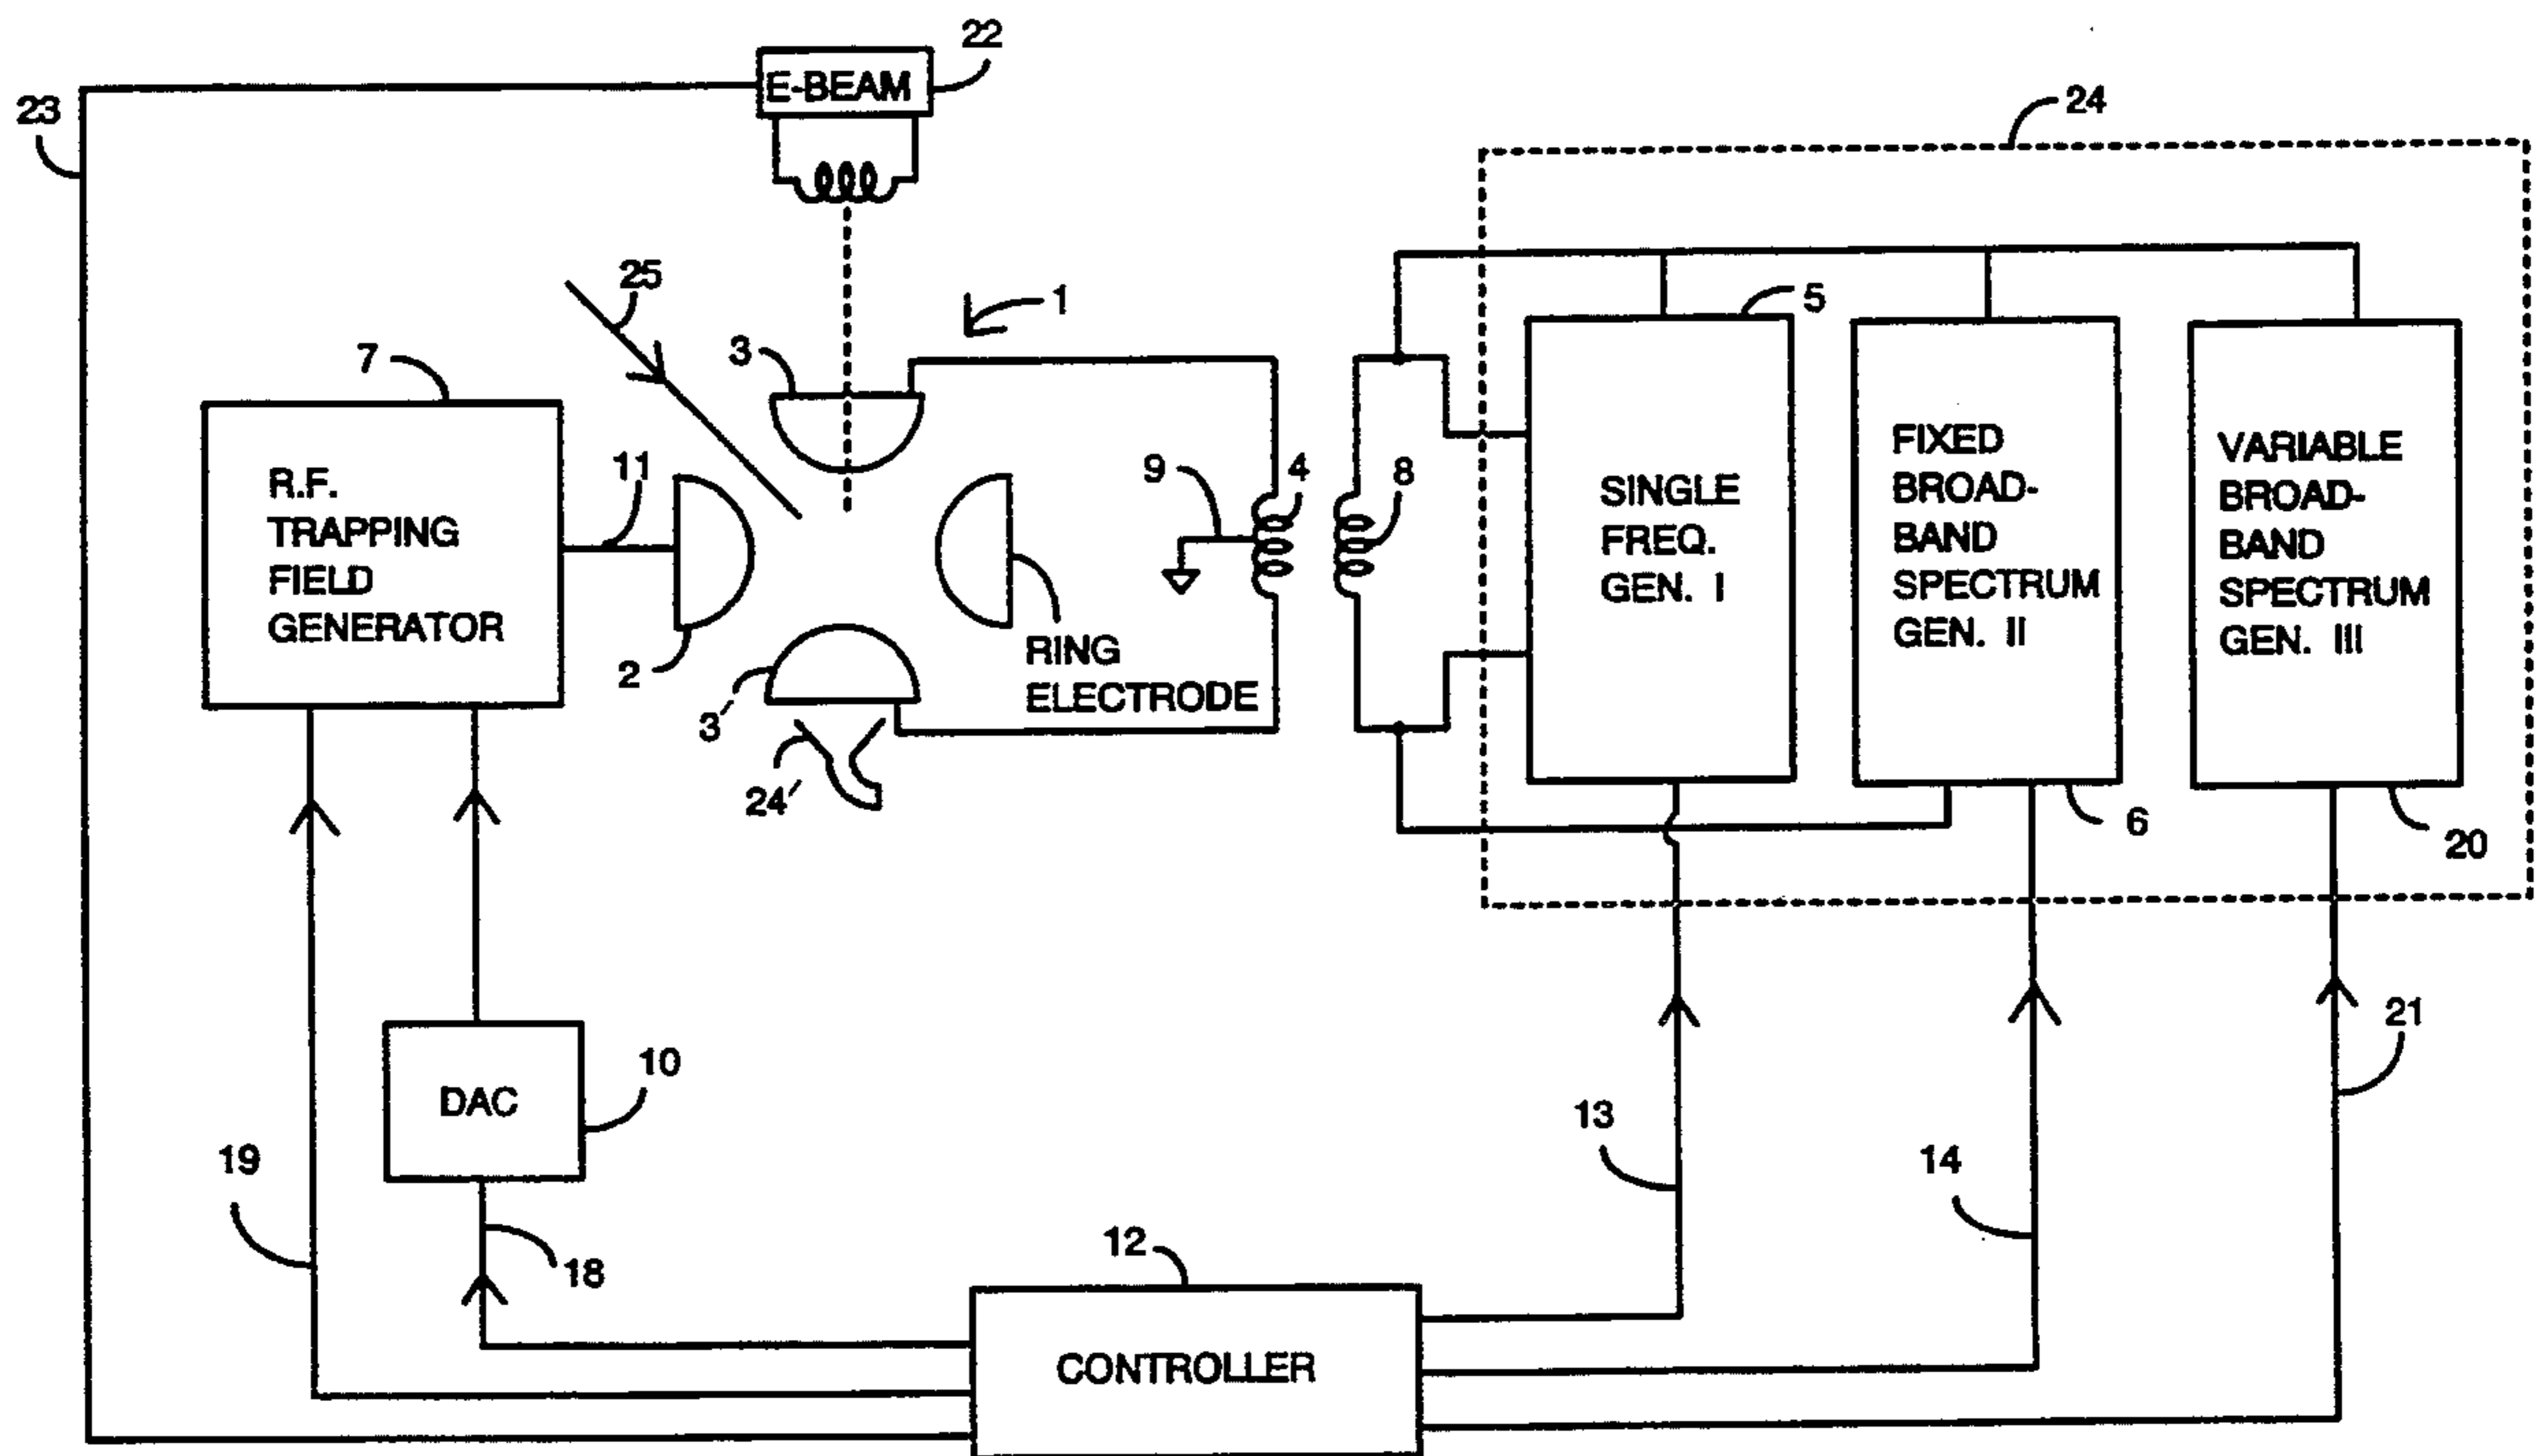 22
E-BEAM
23
24
25
1
5
3
7
R.F.
TRAPPING
FIELD
GENERATOR
11
9
4
8
SINGLE
FREQ.
GEN. I
FIXED
BROAD-
BAND
SPECTRUM
GEN. II
VARIABLE
BROAD-
BAND
SPECTRUM
GEN. III
2
RING
ELECTRODE
3′
24′
6
20
10
DAC
21
13
14
19
18
12
CONTROLLER